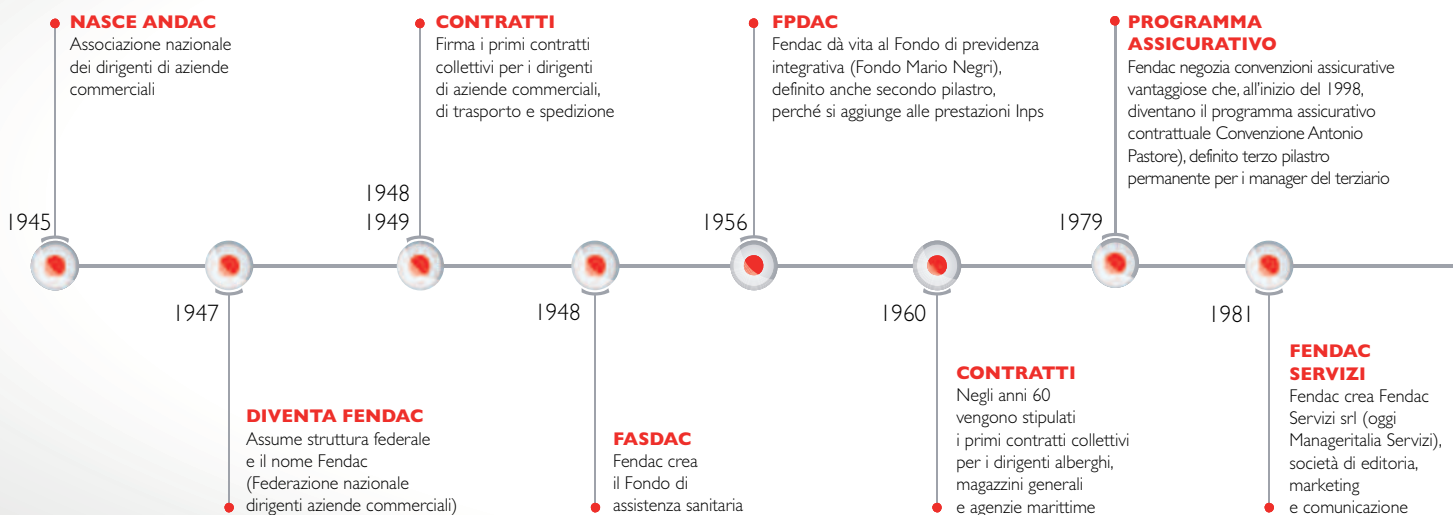 NASCE ANDAC
Associazione nazionale
dei dirigenti di aziende
commerciali
1945
DIVENTA FENDAC
Assume struttura federale
e il nome Fendac
(Federazione nazionale
dirigenti aziende commerciali)
1947
CONTRATTI
Firma i primi contratti
collettivi per i dirigenti
di aziende commerciali,
di trasporto e spedizione
1948
1949
FASDAC
Fendac crea
il Fondo di
assistenza sanitaria
1948
FPDAC
Fendac dà vita al Fondo di previdenza
integrativa (Fondo Mario Negri),
definito anche secondo pilastro,
perché si aggiunge alle prestazioni Inps
1956
CONTRATTI
Negli anni 60
vengono stipulati
i primi contratti collettivi
per i dirigenti alberghi,
magazzini generali
e agenzie marittime
1960
PROGRAMMA
ASSICURATIVO
Fendac negozia convenzioni assicurative
vantaggiose che, all'inizio del 1998,
diventano il programma assicurativo
contrattuale Convenzione Antonio
Pastore), definito terzo pilastro
permanente per i manager del terziario
1979
FENDAC
SERVIZI
Fendac crea Fendac
Servizi srl (oggi
Manageritalia Servizi),
società di editoria,
marketing
e comunicazione
1981